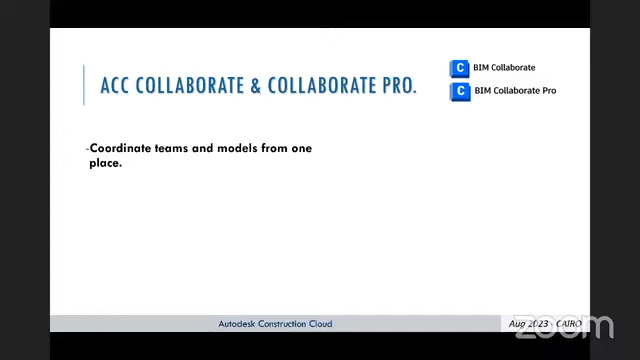 ACC COLLABORATE & COLLABORATE PRO.
C BIM Collaborate
C BIM Collaborate Pro
-Coordinate teams and models from one
place.
Autodesk Construction Cloud
Aug 2023 - CAIRO
zoom